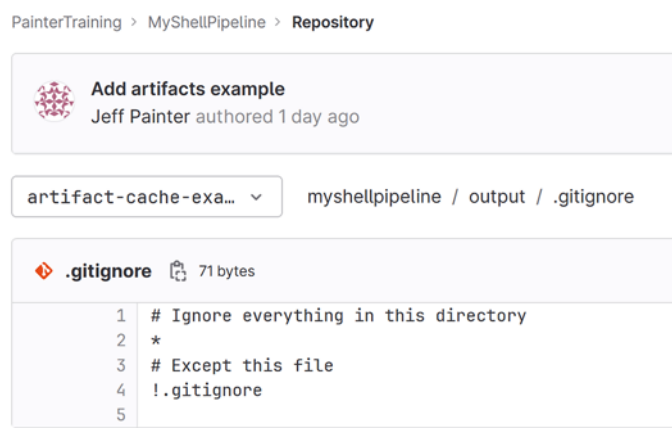 PainterTraining > MyShellPipeline > Repository
Add artifacts example
Jeff Painter authored 1 day ago
artifact-cache-exa… myshellpipeline / output / .gitignore
.gitignore 71 bytes
1 # Ignore everything in this directory
2 *
3 # Except this file
4 !.gitignore
5